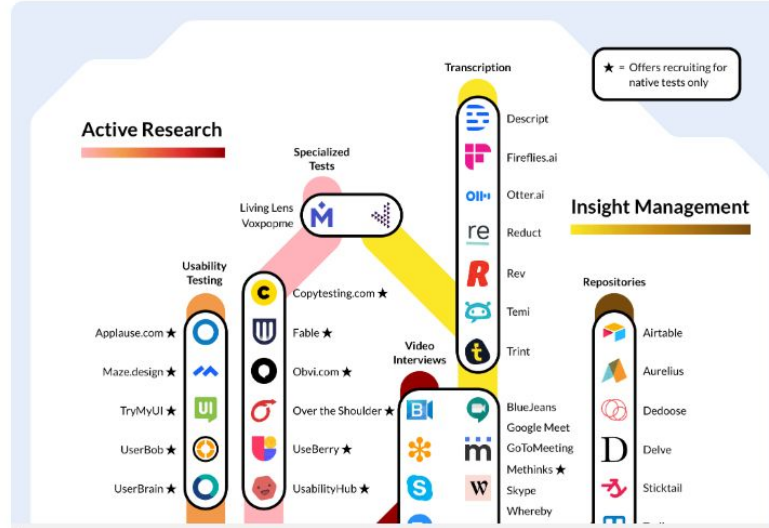 Transcription
★ = Offers recruiting for
native tests only
Active Research
Specialized
Tests
Living Lens
Voxpopme
Descript
Fireflies.ai
Otter.ai
re
Reduct
R
Rev
Temi
t
Trint
Insight Management
Usability
Testing
C
Copytesting.com ★
Applause.com ★
Fable ★
Maze.design ★
Obvi.com ★
TryMyUI ★
UI
Over the Shoulder ★
UserBob ★
UseBerry ★
UserBrain ★
UsabilityHub ★
Video
Interviews
B
BlueJeans
Google Meet
m
GoToMeeting
Methinks ★
S
W
Skype
Whereby
Repositories
Airtable
Aurelius
Dedoose
D
Delve
Sticktail